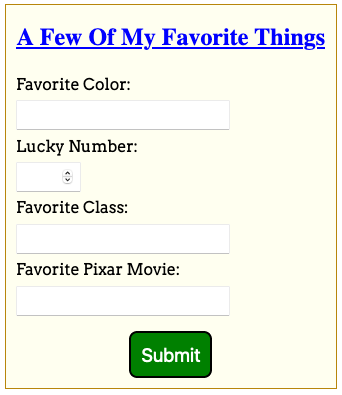 A Few Of My Favorite Things
Favorite Color:
Lucky Number:
Favorite Class:
Favorite Pixar Movie:
Submit